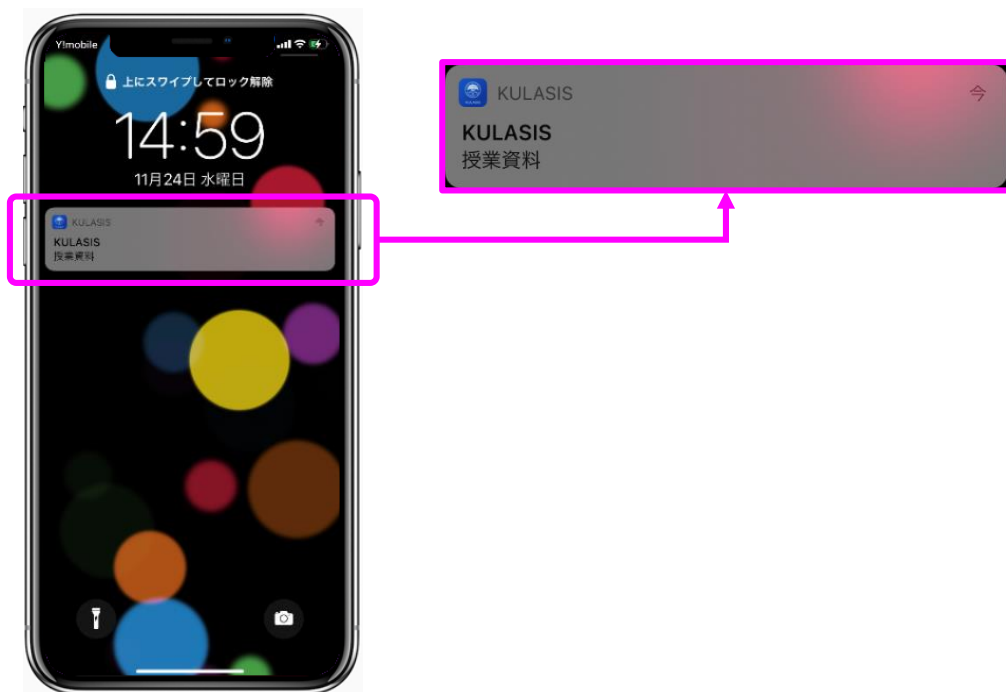 Y!mobile
上にスワイプしてロック解除
14:59
11月24日 水曜日
KULASIS 今
KULASIS
授業資料
KULASIS 今
KULASIS
授業資料